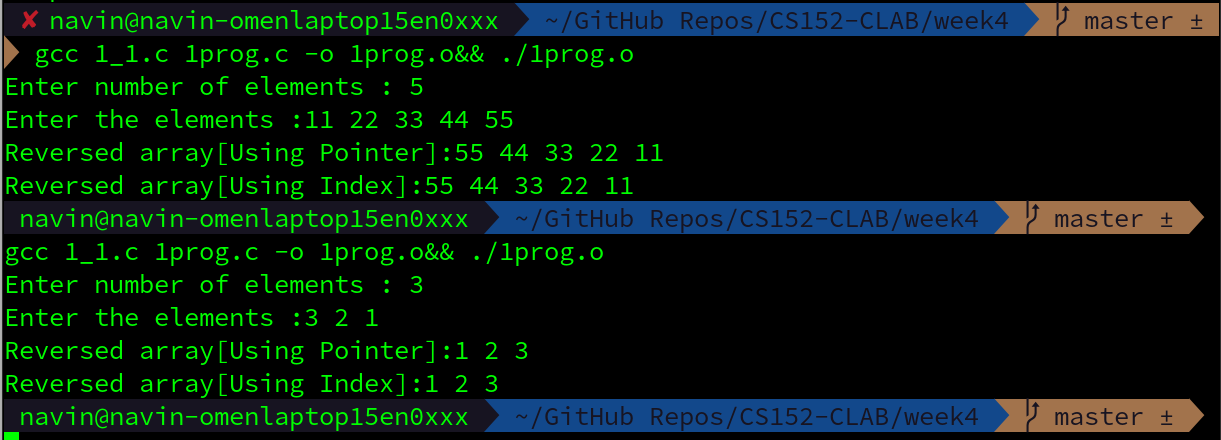 ✘ navin@navin-omenlaptop15en0xxx ~/GitHub Repos/CS152-CLAB/week4 master ±
gcc 1_1.c 1prog.c -o 1prog.o&& ./1prog.o
Enter number of elements : 5
Enter the elements :11 22 33 44 55
Reversed array[Using Pointer]:55 44 33 22 11
Reversed array[Using Index]:55 44 33 22 11
navin@navin-omenlaptop15en0xxx ~/GitHub Repos/CS152-CLAB/week4 master ±
gcc 1_1.c 1prog.c -o 1prog.o&& ./1prog.o
Enter number of elements : 3
Enter the elements :3 2 1
Reversed array[Using Pointer]:1 2 3
Reversed array[Using Index]:1 2 3
navin@navin-omenlaptop15en0xxx ~/GitHub Repos/CS152-CLAB/week4 master ±